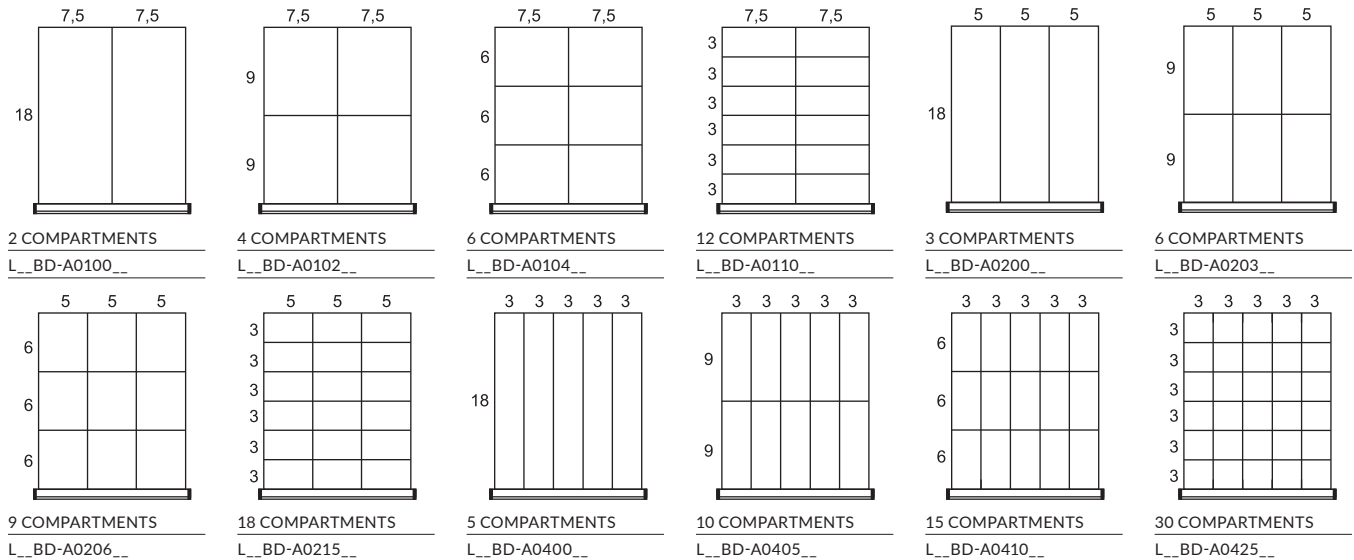 7,5 7,5
18
2 COMPARTMENTS
L__BD-A0100__
7,5 7,5
9
9
4 COMPARTMENTS
L__BD-A0102__
7,5 7,5
6
6
6
6 COMPARTMENTS
L__BD-A0104__
7,5 7,5
3
3
3
3
3
3
12 COMPARTMENTS
L__BD-A0110__
5 5 5
18
3 COMPARTMENTS
L__BD-A0200__
5 5 5
9
9
6 COMPARTMENTS
L__BD-A0203__
5 5 5
6
6
6
9 COMPARTMENTS
L__BD-A0206__
5 5 5
3
3
3
3
3
3
18 COMPARTMENTS
L__BD-A0215__
3 3 3 3 3
18
5 COMPARTMENTS
L__BD-A0400__
3 3 3 3 3
9
9
10 COMPARTMENTS
L__BD-A0405__
3 3 3 3 3
6
6
6
15 COMPARTMENTS
L__BD-A0410__
3 3 3 3 3
3
3
3
3
3
3
30 COMPARTMENTS
L__BD-A0425__